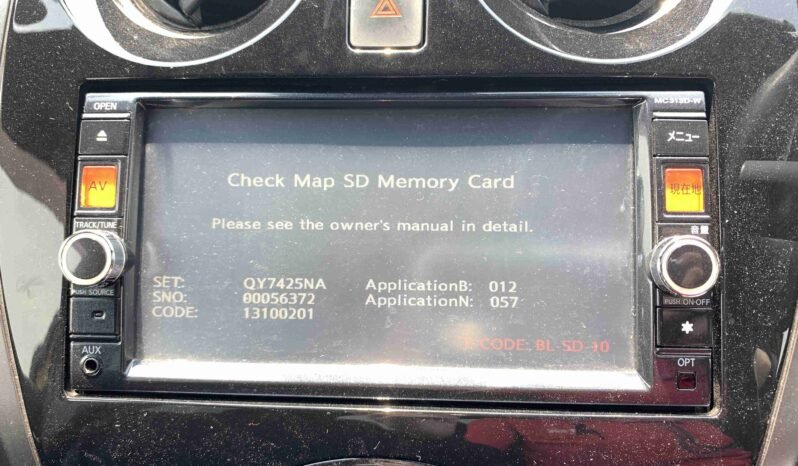 OPEN
MC313D-W
メニュー
AV
現在地
TRACK/TUNE
音量
PUSH SOURCE
PUSH ON·OFF
AUX
OPT
Check Map SD Memory Card
Please see the owner's manual in detail.
SET: QY7425NA ApplicationB: 012
SNO: 00056372 ApplicationN: 057
CODE: 13100201
CODE: BL-SD-10